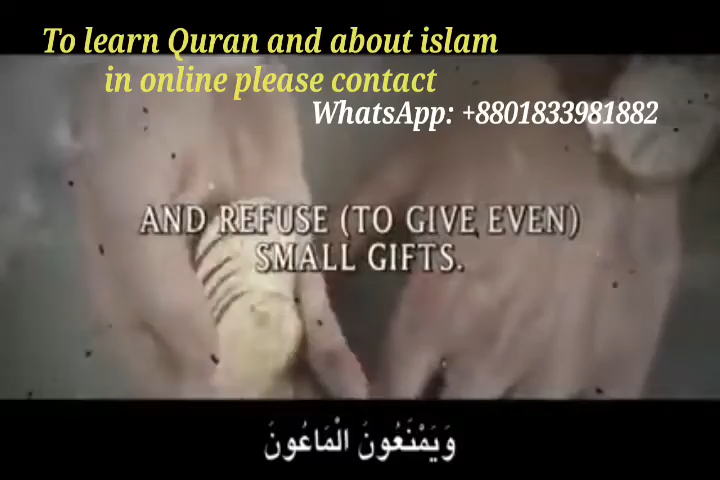 To learn Quran and about islam
in online please contact
WhatsApp: +8801833981882
AND REFUSE (TO GIVE EVEN)
SMALL GIFTS.
وَيَمْنَعُونَ الْمَاعُونَ